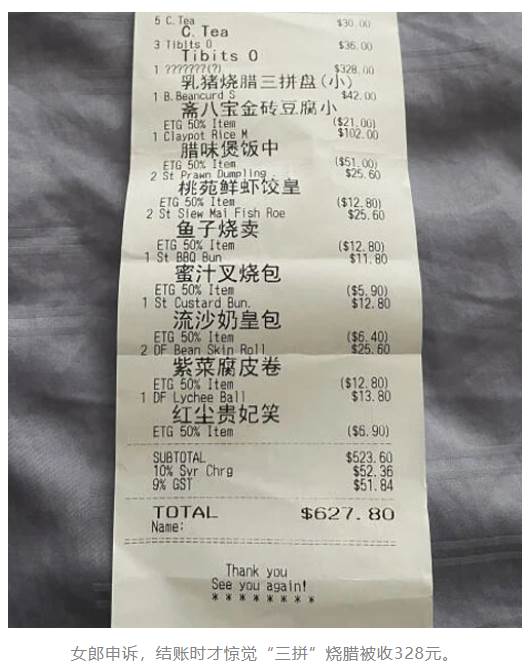 5 C.Tea $30.00
C.Tea
3 Tibits O $36.00
Tibits O
1 ???????(?) $328.00
乳猪烧腊三拼盘(小)
1 B.Beancurd S $42.00
斋八宝金砖豆腐小
ETG 50% Item ($21.00)
1 Claypot Rice M $102.00
腊味煲饭中
ETG 50% Item ($51.00)
2 St Prawn Dumpling $25.60
桃苑鲜虾饺皇
ETG 50% Item ($12.80)
2 St Siew Mai Fish Roe $25.60
鱼子烧卖
ETG 50% Item ($12.80)
1 St BBQ Bun $11.80
蜜汁叉烧包
ETG 50% Item ($5.90)
1 St Custard Bun. $12.80
流沙奶皇包
ETG 50% Item ($6.40)
2 DF Bean Skin Roll $25.60
紫菜腐皮卷
ETG 50% Item ($12.80)
1 DF Lychee Ball $13.80
红尘贵妃笑
ETG 50% Item ($6.90)
SUBTOTAL $523.60
10% Svr Chrg $52.36
9% GST $51.84
TOTAL $627.80
Name:
Thank you
See you again!
* * * * * * * *
女郎申诉，结账时才惊觉“三拼”烧腊被收328元。